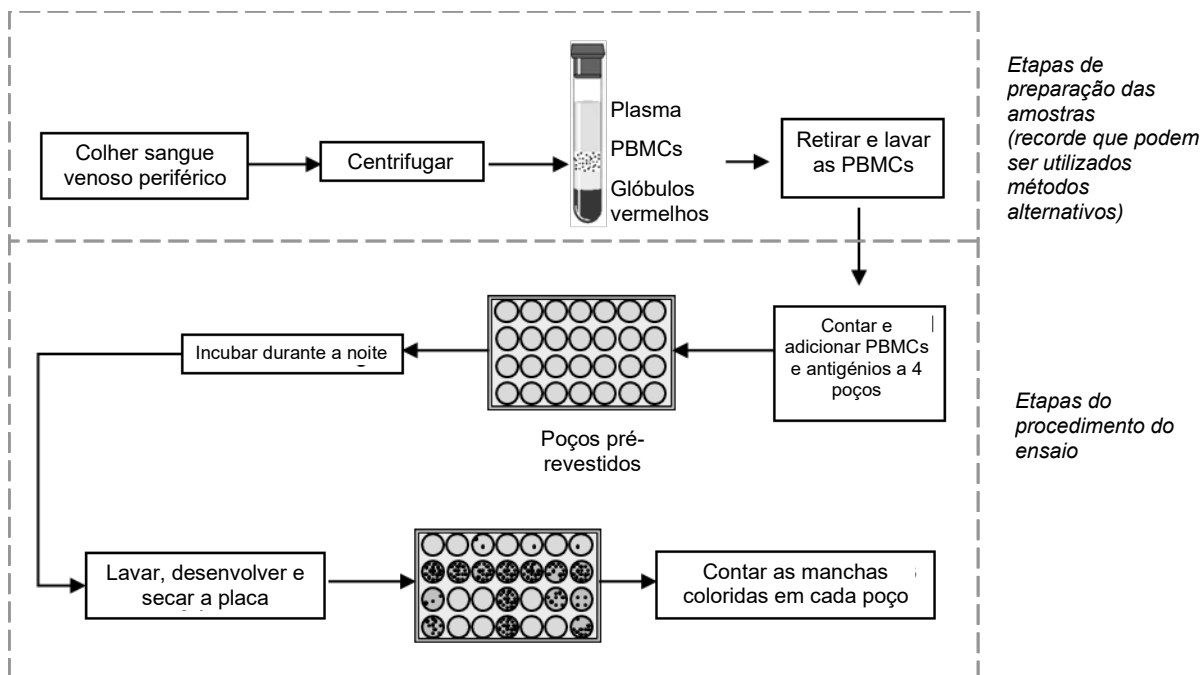 Colher sangue
venoso periférico
Centrifugar
Plasma
PBMCs
Glóbulos
vermelhos
Retirar e lavar
as PBMCs
Etapas de
preparação das
amostras
(recorde que podem
ser utilizados
métodos
alternativos)
Contar e
adicionar PBMCs
e antigénios a 4
poços
Poços pré-
revestidos
Incubar durante a noite
Etapas do
procedimento do
ensaio
Lavar, desenvolver e
secar a placa
Contar as manchas
coloridas em cada poço